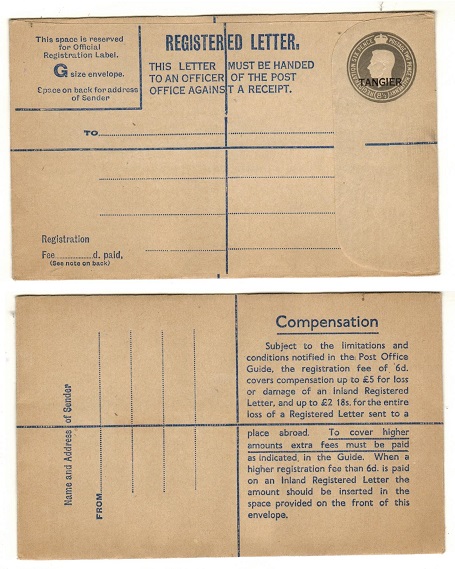 This space is reserved
for Official
Registration Label.
G size envelope.
Space on back for address
of Sender
REGISTERED LETTER.
THIS LETTER MUST BE HANDED
TO AN OFFICER OF THE POST
OFFICE AGAINST A RECEIPT.
TANGIER
TO
Registration
Fee d. paid,
(See note on back)
Name and Address of Sender
FROM
Compensation
Subject to the limitations and
conditions notified in the Post Office
Guide, the registration fee of 6d.
covers compensation up to £5 for loss
or damage of an Inland Registered
Letter, and up to £2 18s. for the entire
loss of a Registered Letter sent to a
place abroad. To cover higher
amounts extra fees must be paid
as indicated, in the Guide. When a
higher registration fee than 6d. is paid
on an Inland Registered Letter the
amount should be inserted in the
space provided on the front of this
envelope.